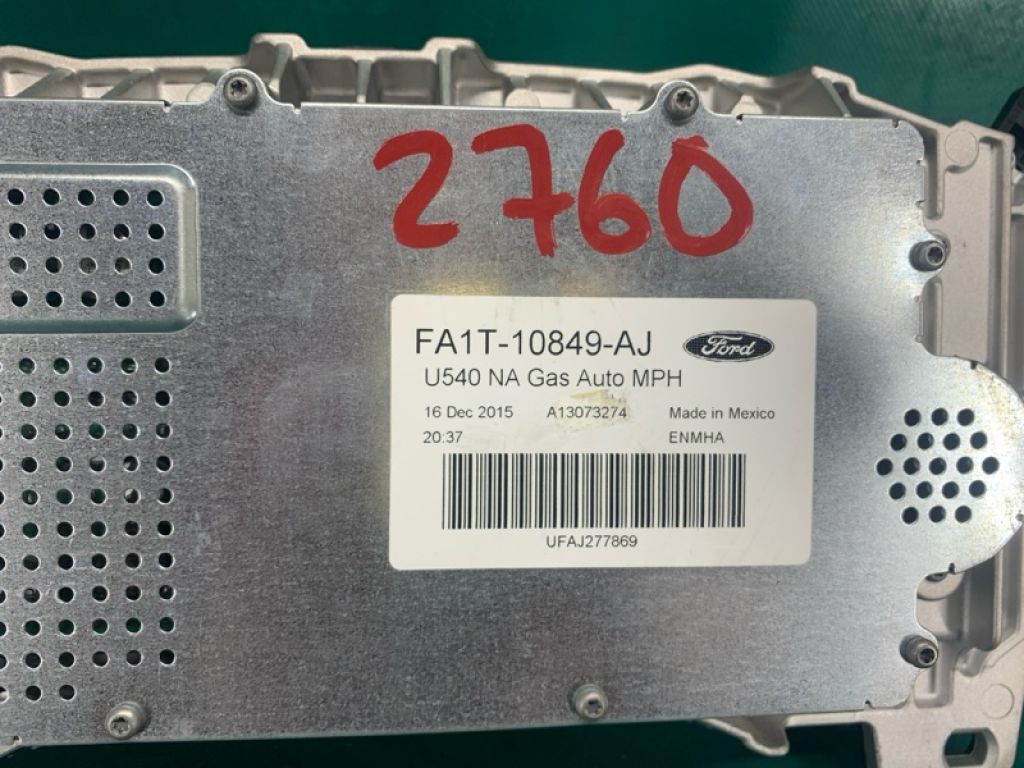 2760
FA1T-10849-AJ Ford
U540 NA Gas Auto MPH
16 Dec 2015 A13073274 Made in Mexico
20:37 ENMHA
UFAJ277869